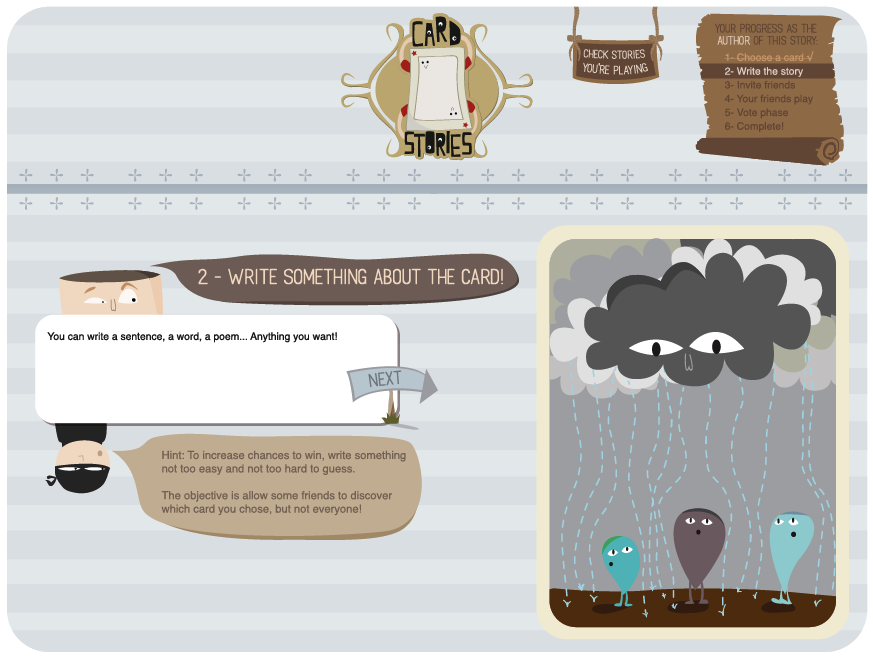 CARD
STORIES
CHECK STORIES
YOU'RE PLAYING
YOUR PROGRESS AS THE
AUTHOR OF THIS STORY:
1- Choose a card √
2- Write the story
3- Invite friends
4- Your friends play
5- Vote phase
6- Complete!
2 - WRITE SOMETHING ABOUT THE CARD!
You can write a sentence, a word, a poem... Anything you want!
NEXT
Hint: To increase chances to win, write something
not too easy and not too hard to guess.
The objective is allow some friends to discover
which card you chose, but not everyone!